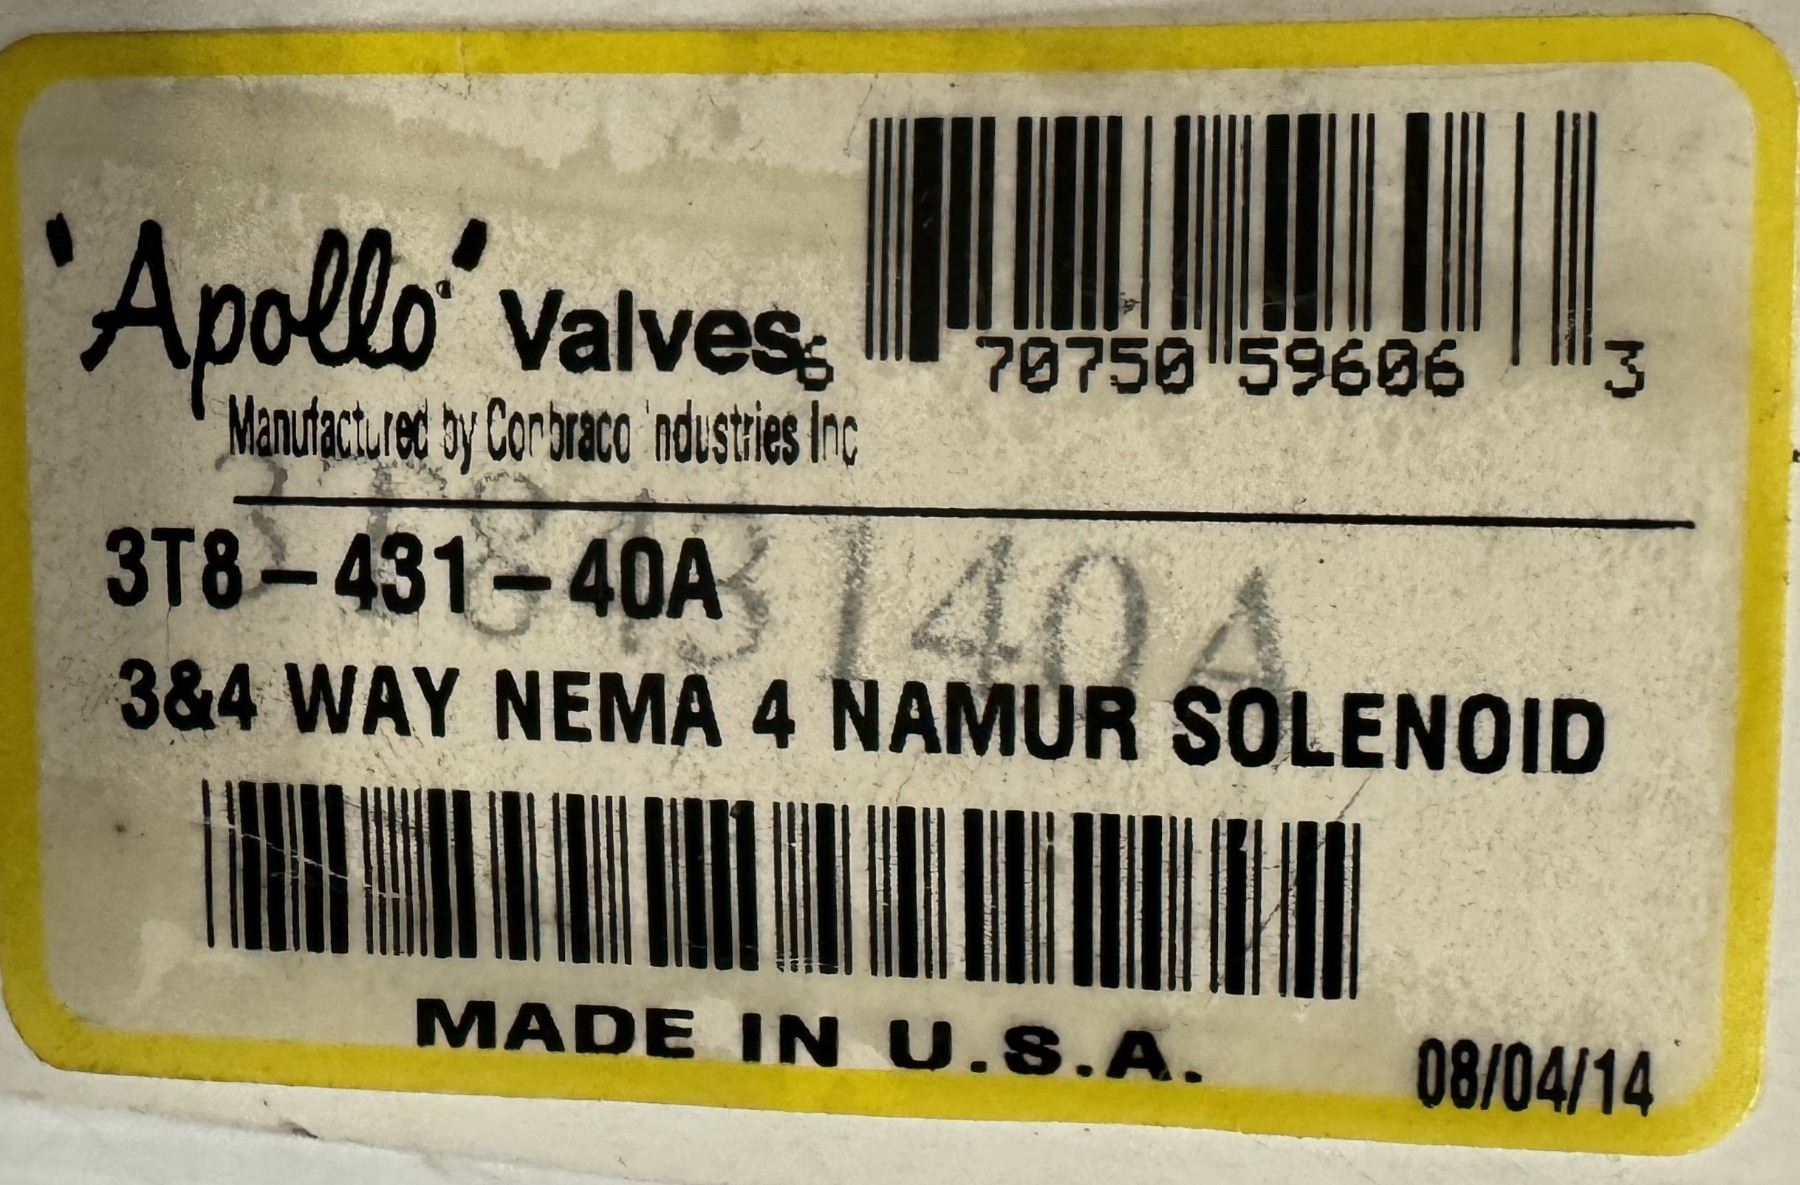 "Apollo" Valves
6 70750 59606 3
Manufactured by Conbraco Industries Inc
3T8-431-40A
3T843140A
3&4 WAY NEMA 4 NAMUR SOLENOID
MADE IN U.S.A.
08/04/14